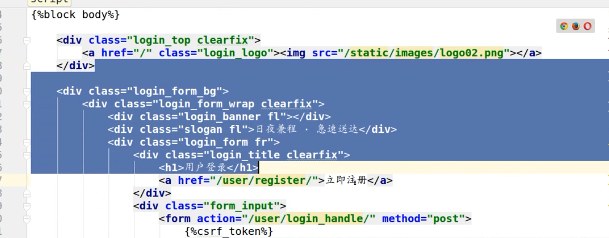 script
{%block body%}
<div class="login_top clearfix">
<a href="/" class="login_logo"><img src="/static/images/logo02.png"></a>
</div>
<div class="login_form_bg">
<div class="login_form_wrap clearfix">
<div class="login_banner fl"></div>
<div class="slogan fl">日夜兼程 · 急速送达</div>
<div class="login_form fr">
<div class="login_title clearfix">
<h1>用户登录</h1>
<a href="/user/register/">立即注册</a>
</div>
<div class="form_input">
<form action="/user/login_handle/" method="post">
{%csrf_token%}